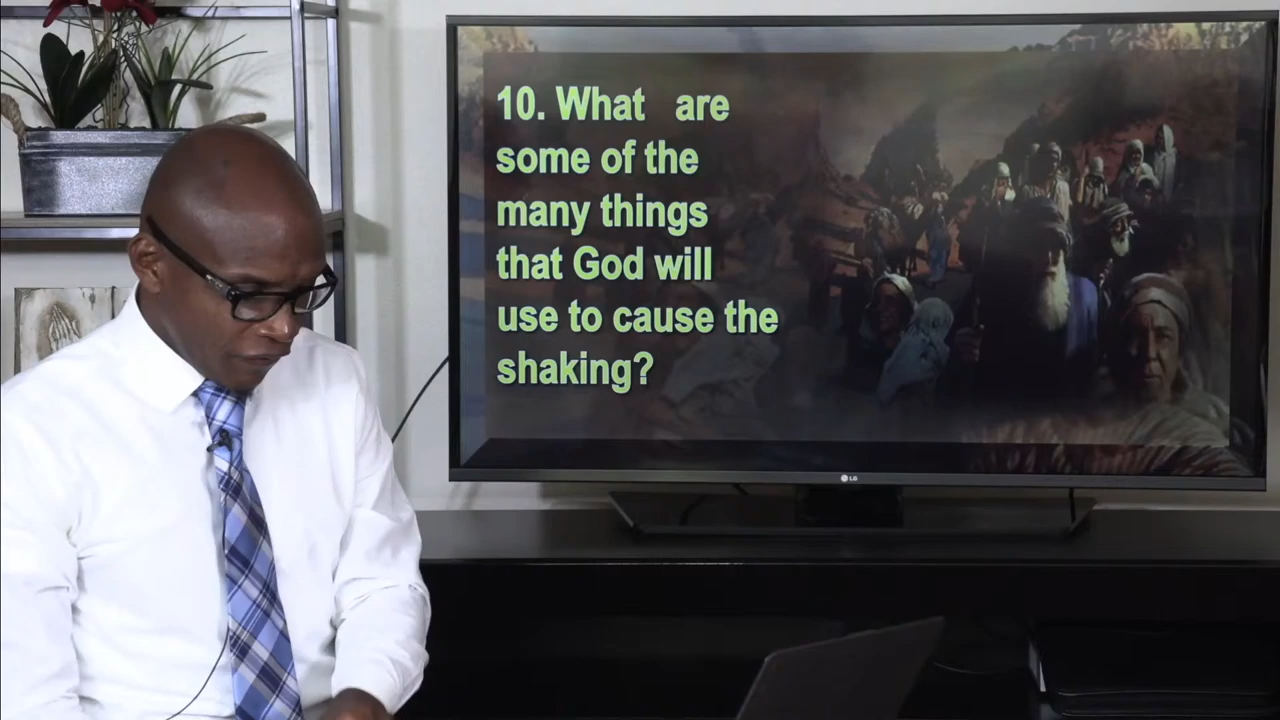 10. What are
some of the
many things
that God will
use to cause the
shaking?
LG